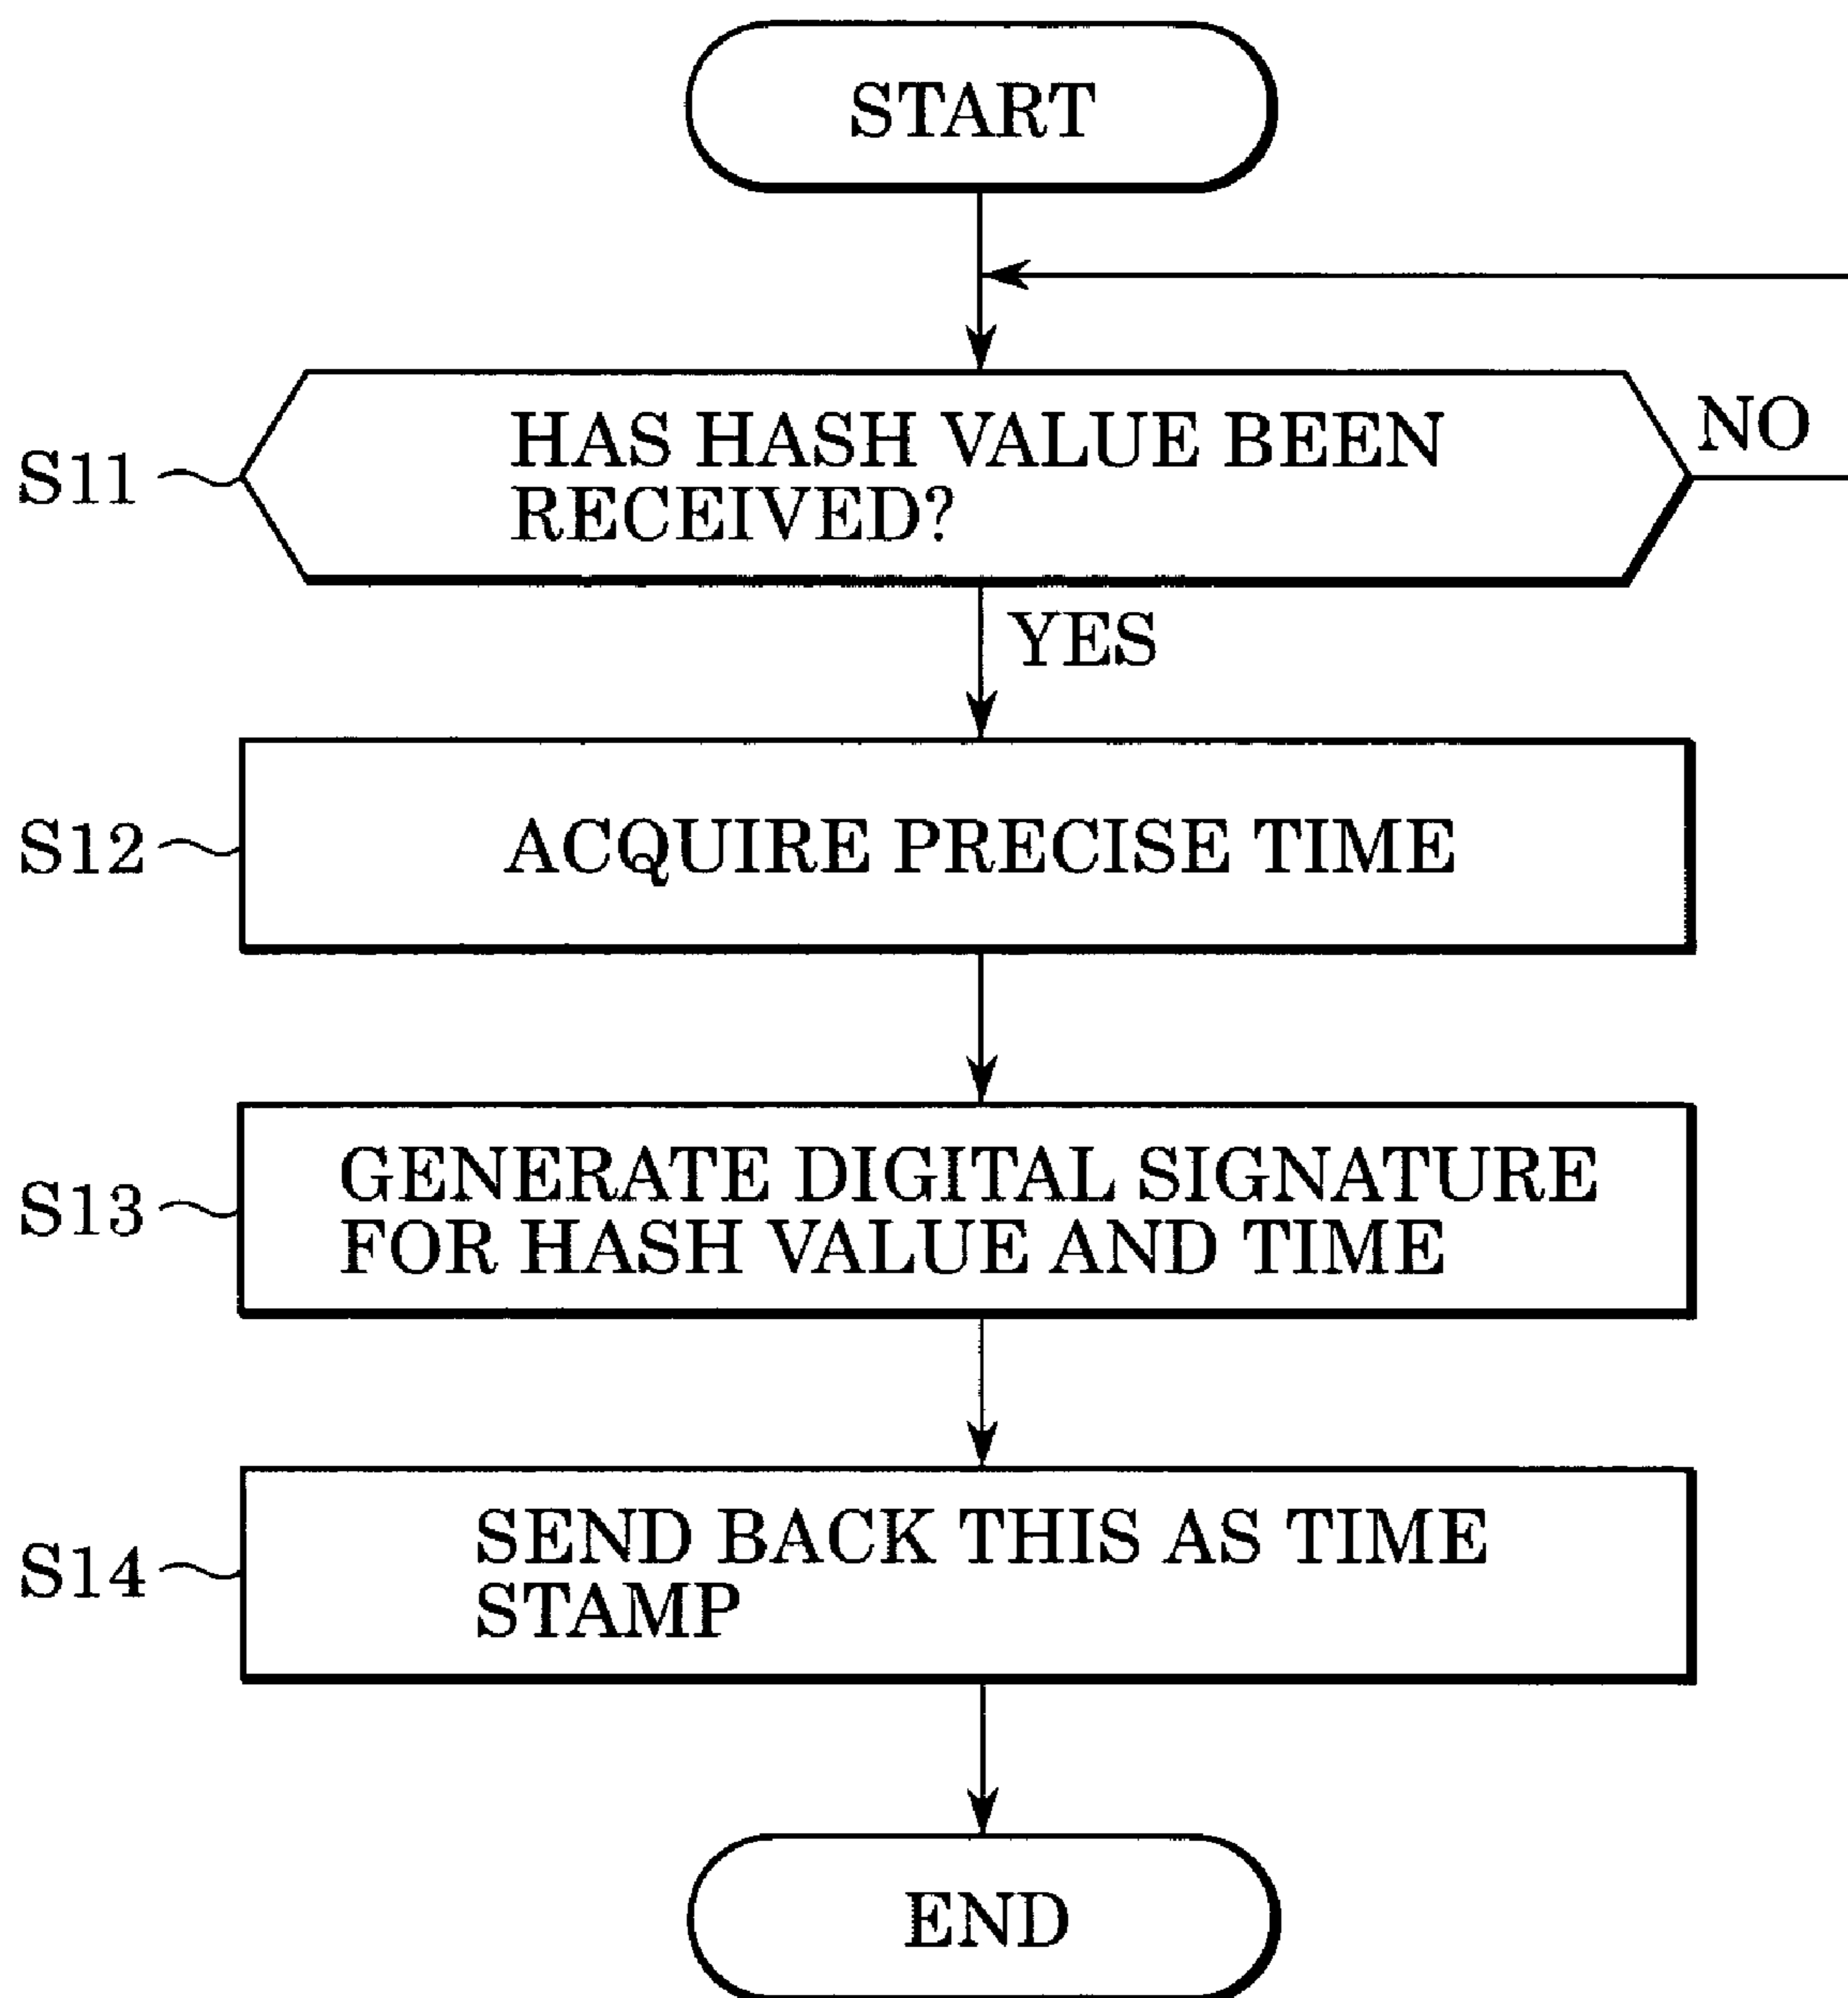 START
HAS HASH VALUE BEEN
RECEIVED?
NO
S11
YES
S12
ACQUIRE PRECISE TIME
S13
GENERATE DIGITAL SIGNATURE
FOR HASH VALUE AND TIME
S14
SEND BACK THIS AS TIME
STAMP
END